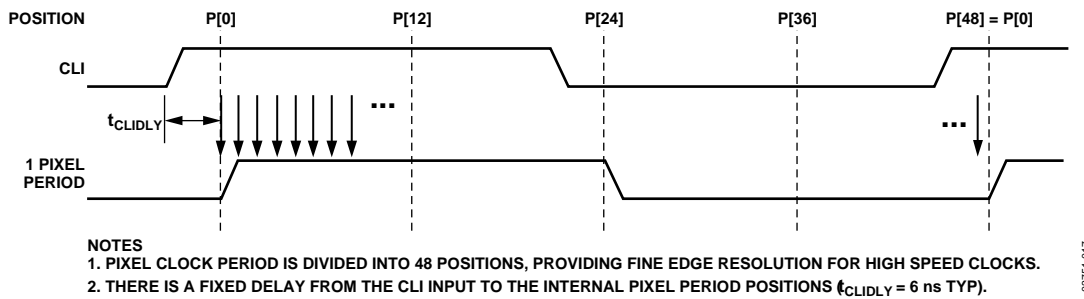 POSITION P[0] P[12] P[24] P[36] P[48] = P[0]
CLI
tCLIDLY
...
...
1 PIXEL
PERIOD
NOTES
1. PIXEL CLOCK PERIOD IS DIVIDED INTO 48 POSITIONS, PROVIDING FINE EDGE RESOLUTION FOR HIGH SPEED CLOCKS.
2. THERE IS A FIXED DELAY FROM THE CLI INPUT TO THE INTERNAL PIXEL PERIOD POSITIONS (tCLIDLY = 6 ns TYP).